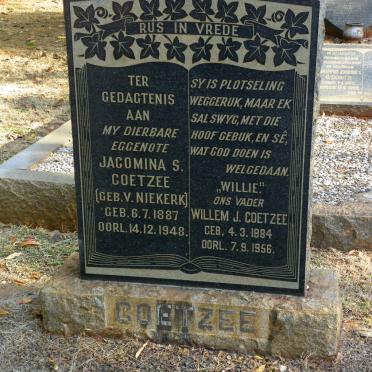 RUS IN VREDE
TER
GEDAGTENIS
AAN
MY DIERBARE
EGGENOTE
JACOMINA S.
COETZEE
(GEB. V. NIEKERK)
GEB. 6.7.1887
OORL. 14.12.1948.
SY IS PLOTSELING
WEGGERUK, MAAR EK
SAL SWYG, MET DIE
HOOF GEBUK, EN SÊ,
WAT GOD DOEN IS
WELGEDAAN.
„WILLIE."
ONS VADER
WILLEM J. COETZEE
GEB. 4.3.1884
OORL. 7.9.1956.
COETZEE